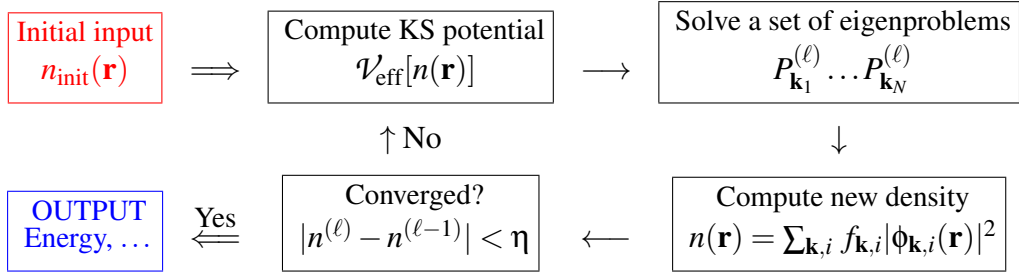 Initial input
n_init(r)
⟹
Compute KS potential
𝒱_eff[n(r)]
⟶
Solve a set of eigenproblems
P_{k_1}^{(ℓ)} … P_{k_N}^{(ℓ)}
↑ No
↓
OUTPUT
Energy, …
Yes
⟸
Converged?
|n^{(ℓ)} − n^{(ℓ−1)}| < η
⟵
Compute new density
n(r) = ∑_{k,i} f_{k,i}|ϕ_{k,i}(r)|^2